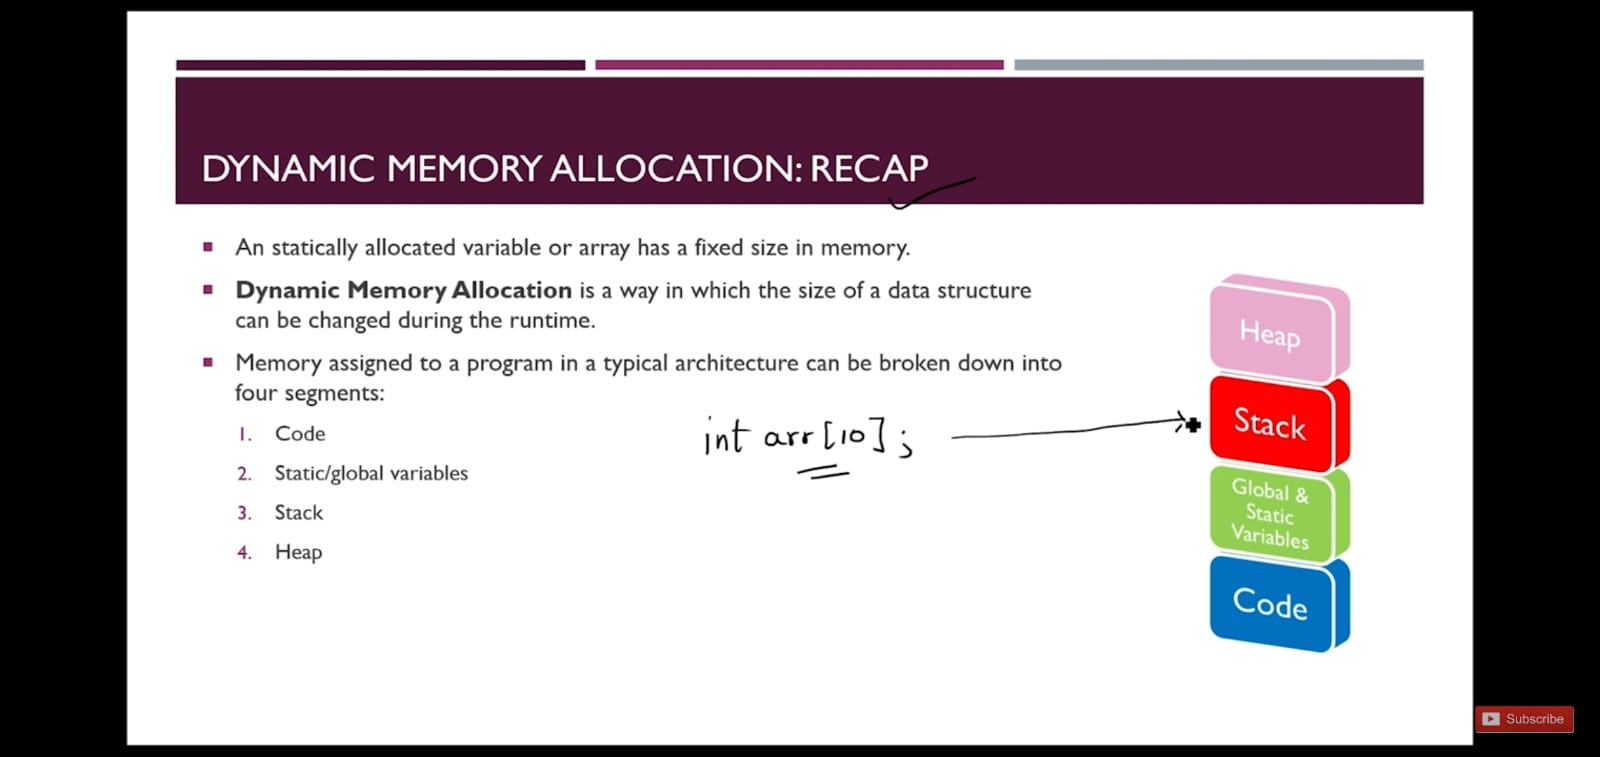 DYNAMIC MEMORY ALLOCATION: RECAP
▪ An statically allocated variable or array has a fixed size in memory.
▪ Dynamic Memory Allocation is a way in which the size of a data structure
can be changed during the runtime.
▪ Memory assigned to a program in a typical architecture can be broken down into
four segments:
1. Code
2. Static/global variables
3. Stack
4. Heap
int arr[10];
Heap
Stack
Global &
Static
Variables
Code
Subscribe